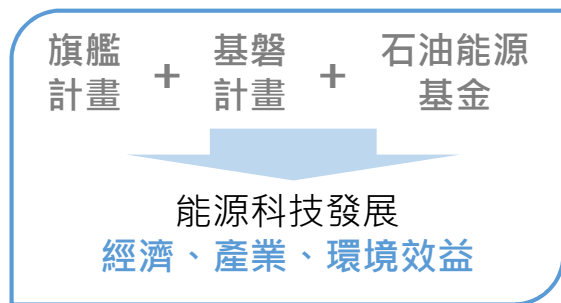 旗艦
計畫
+
基磐
計畫
+
石油能源
基金
能源科技發展
經濟、產業、環境效益